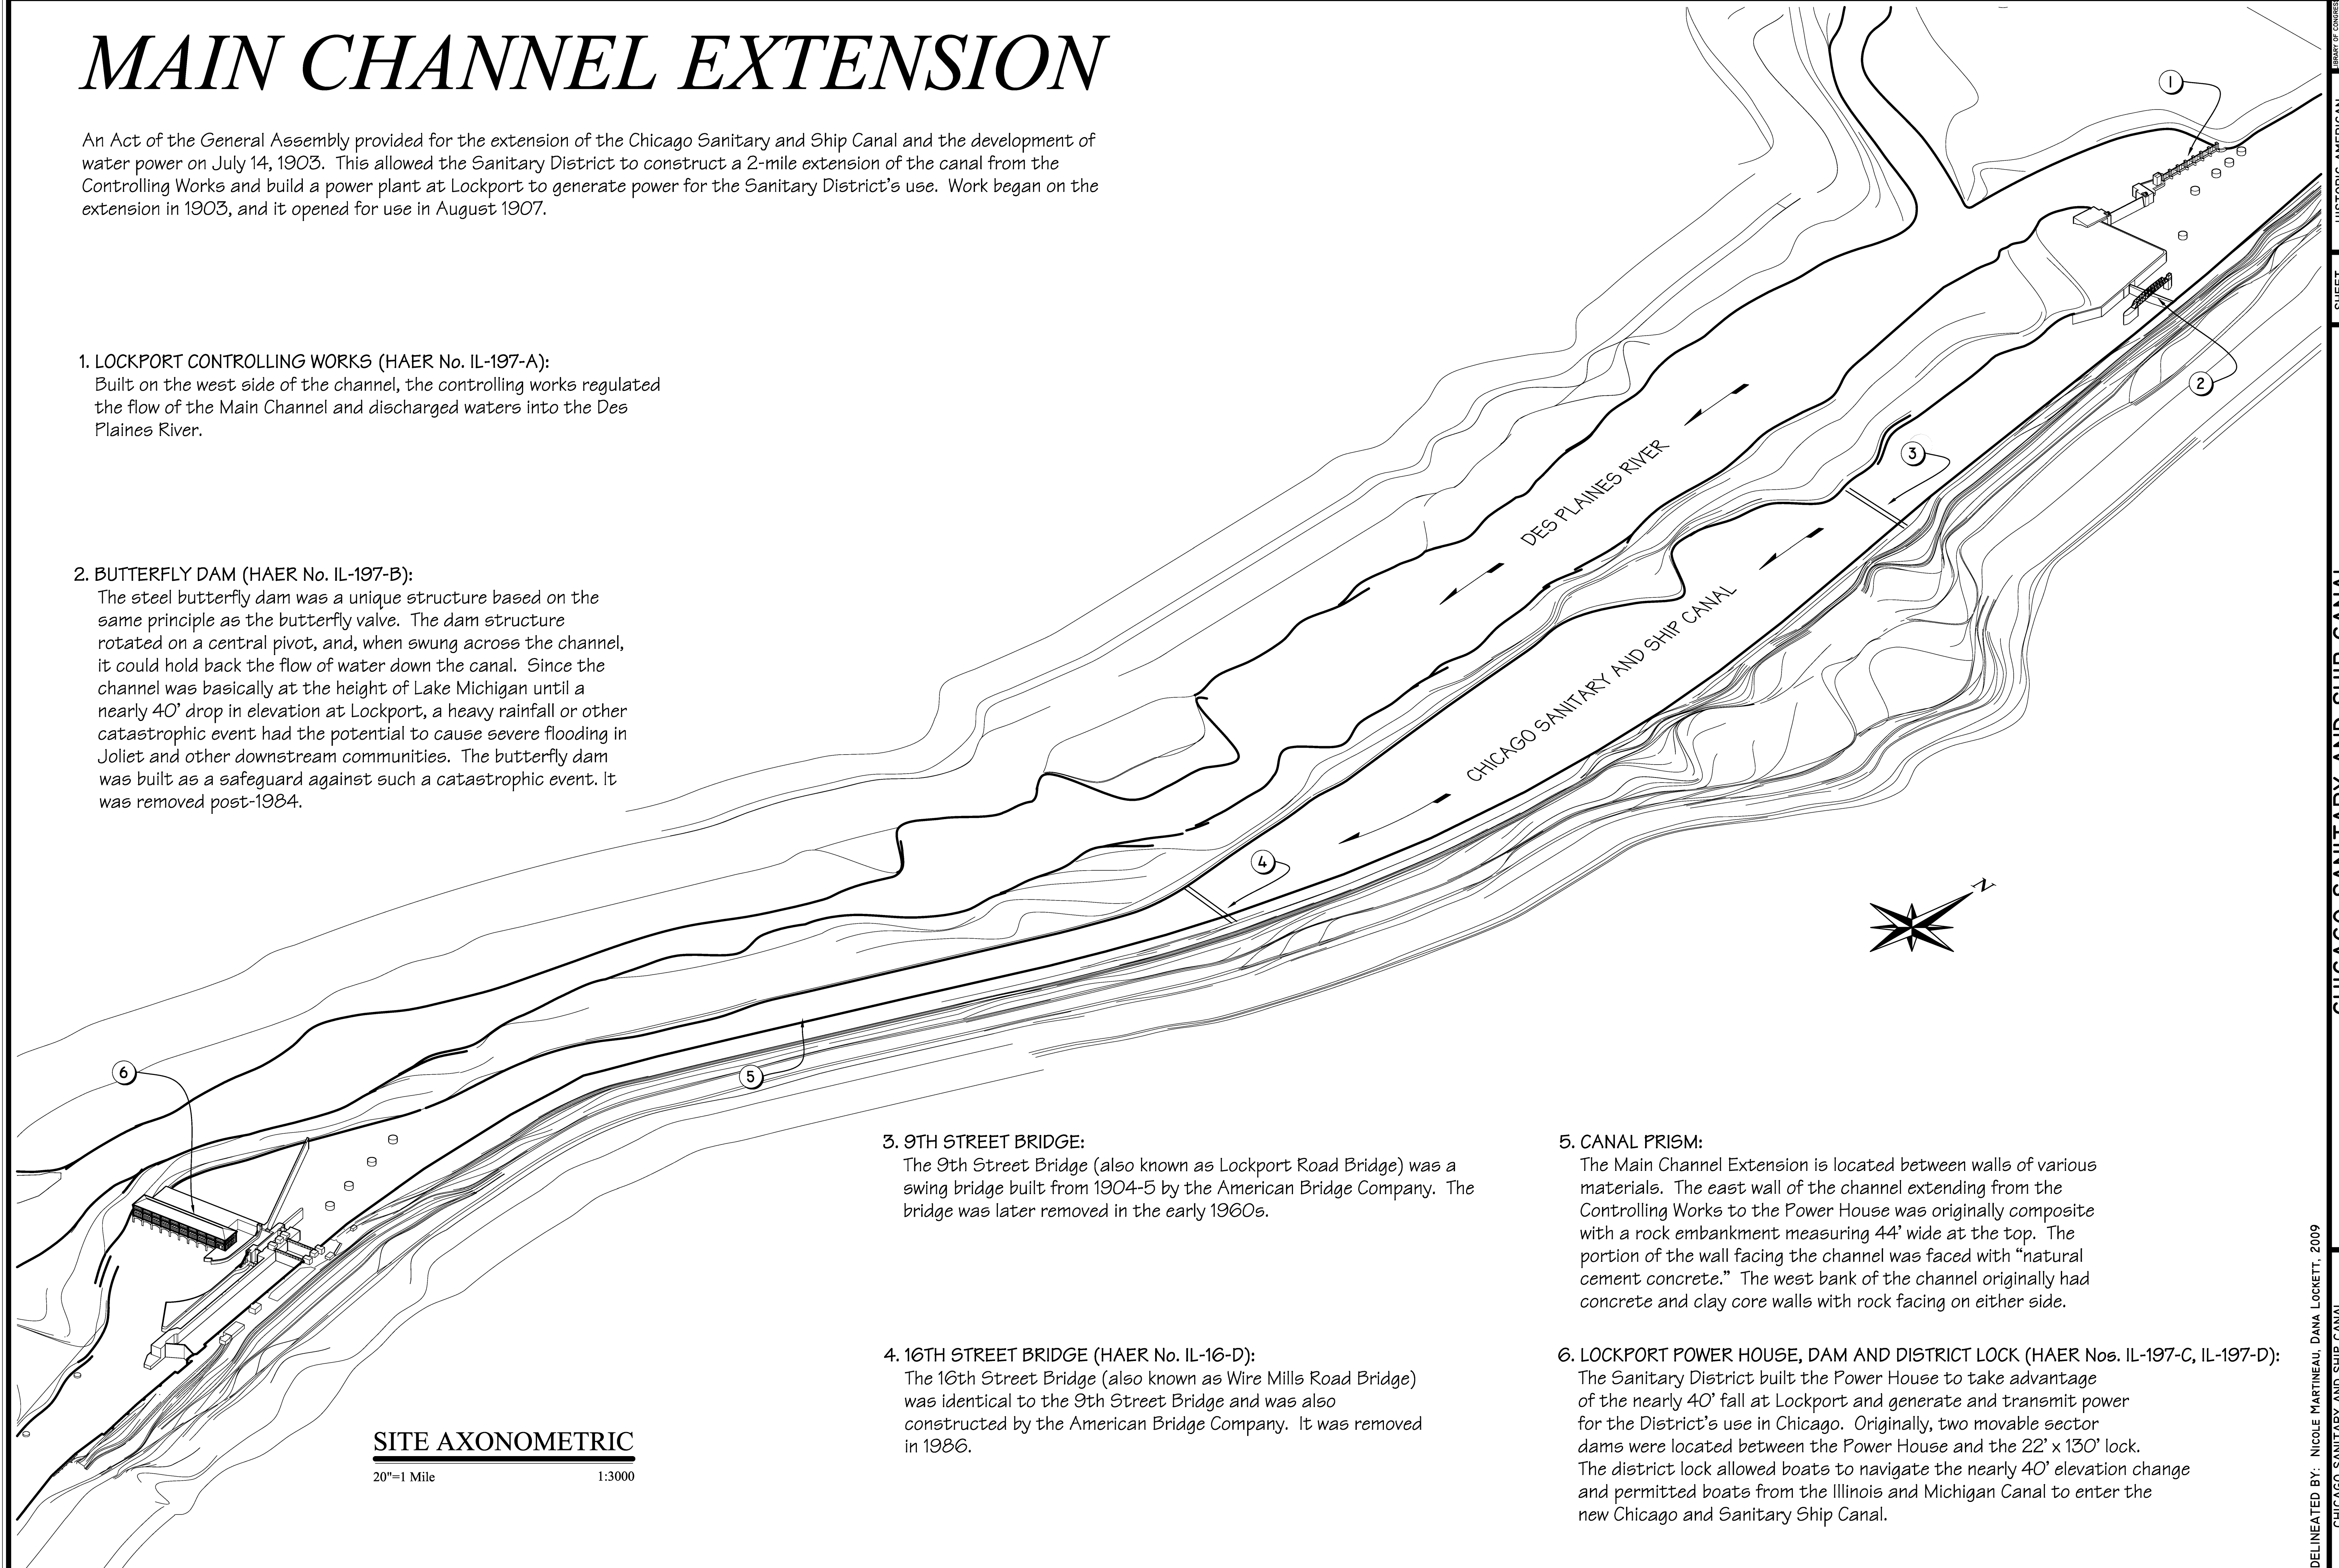 MAIN CHANNEL EXTENSION
An Act of the General Assembly provided for the extension of the Chicago Sanitary and Ship Canal and the development of
water power on July 14, 1903. This allowed the Sanitary District to construct a 2-mile extension of the canal from the
Controlling Works and build a power plant at Lockport to generate power for the Sanitary District's use. Work began on the
extension in 1903, and it opened for use in August 1907.
1. LOCKPORT CONTROLLING WORKS (HAER No. IL-197-A):
Built on the west side of the channel, the controlling works regulated
the flow of the Main Channel and discharged waters into the Des
Plaines River.
2. BUTTERFLY DAM (HAER No. IL-197-B):
The steel butterfly dam was a unique structure based on the
same principle as the butterfly valve. The dam structure
rotated on a central pivot, and, when swung across the channel,
it could hold back the flow of water down the canal. Since the
channel was basically at the height of Lake Michigan until a
nearly 40' drop in elevation at Lockport, a heavy rainfall or other
catastrophic event had the potential to cause severe flooding in
Joliet and other downstream communities. The butterfly dam
was built as a safeguard against such a catastrophic event. It
was removed post-1984.
1
2
3
DES PLAINES RIVER
CHICAGO SANITARY AND SHIP CANAL
4
N
5
6
3. 9TH STREET BRIDGE:
The 9th Street Bridge (also known as Lockport Road Bridge) was a
swing bridge built from 1904-5 by the American Bridge Company. The
bridge was later removed in the early 1960s.
4. 16TH STREET BRIDGE (HAER No. IL-16-D):
The 16th Street Bridge (also known as Wire Mills Road Bridge)
was identical to the 9th Street Bridge and was also
constructed by the American Bridge Company. It was removed
in 1986.
5. CANAL PRISM:
The Main Channel Extension is located between walls of various
materials. The east wall of the channel extending from the
Controlling Works to the Power House was originally composite
with a rock embankment measuring 44' wide at the top. The
portion of the wall facing the channel was faced with "natural
cement concrete." The west bank of the channel originally had
concrete and clay core walls with rock facing on either side.
6. LOCKPORT POWER HOUSE, DAM AND DISTRICT LOCK (HAER Nos. IL-197-C, IL-197-D):
The Sanitary District built the Power House to take advantage
of the nearly 40' fall at Lockport and generate and transmit power
for the District's use in Chicago. Originally, two movable sector
dams were located between the Power House and the 22' x 130' lock.
The district lock allowed boats to navigate the nearly 40' elevation change
and permitted boats from the Illinois and Michigan Canal to enter the
new Chicago and Sanitary Ship Canal.
SITE AXONOMETRIC
20"=1 Mile 1:3000
DELINEATED BY: NICOLE MARTINEAU, DANA LOCKETT, 2009
LIBRARY OF CONGRESS
HISTORIC AMERICAN
SHEET
CHICAGO SANITARY AND SHIP CANAL
CHICAGO SANITARY AND SHIP CANAL